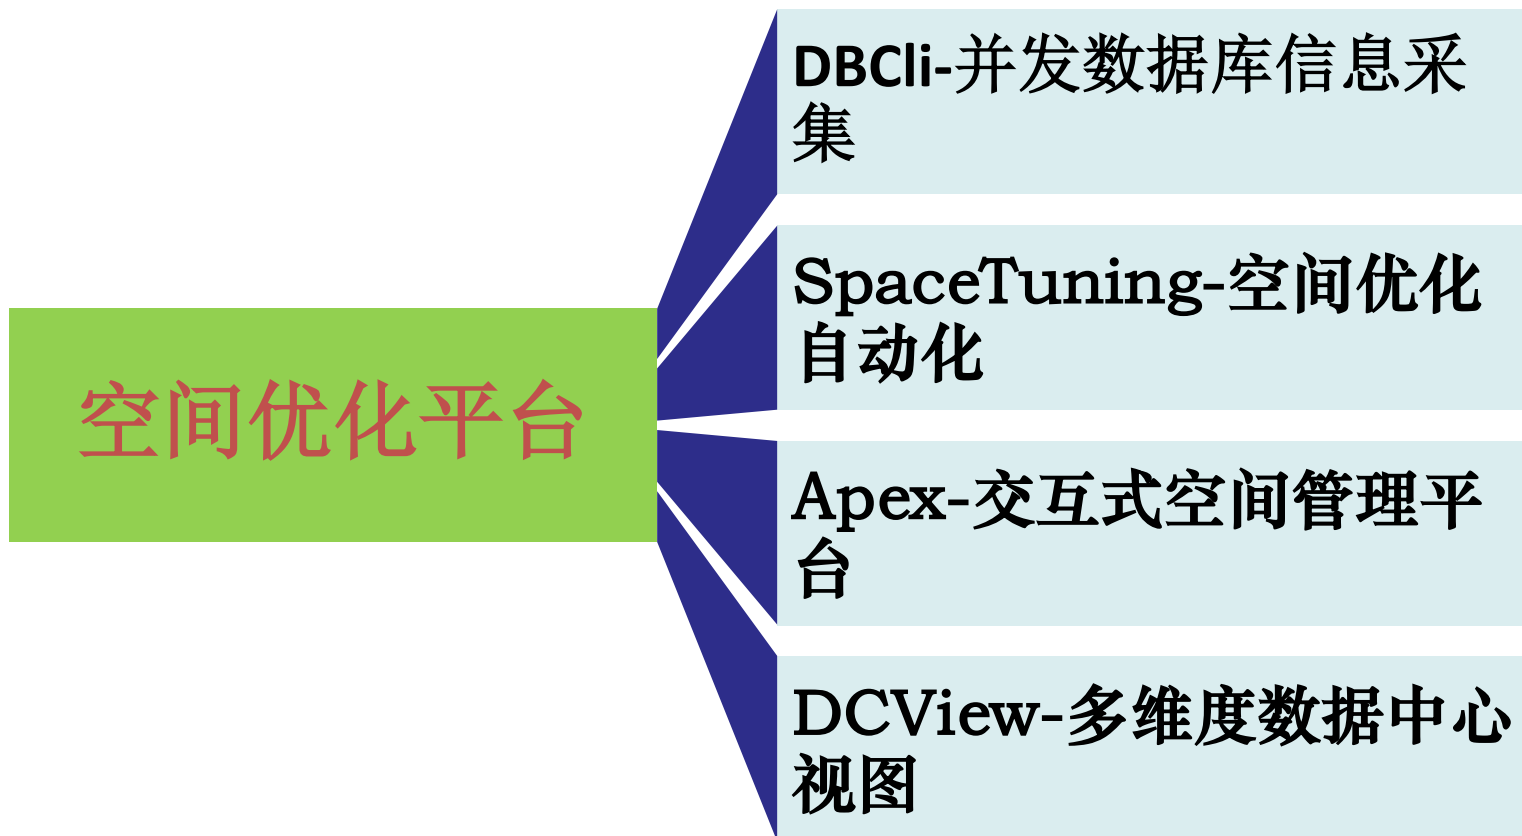 DBCli-并发数据库信息采
集
SpaceTuning-空间优化
自动化
空间优化平台
Apex-交互式空间管理平
台
DCView-多维度数据中心
视图